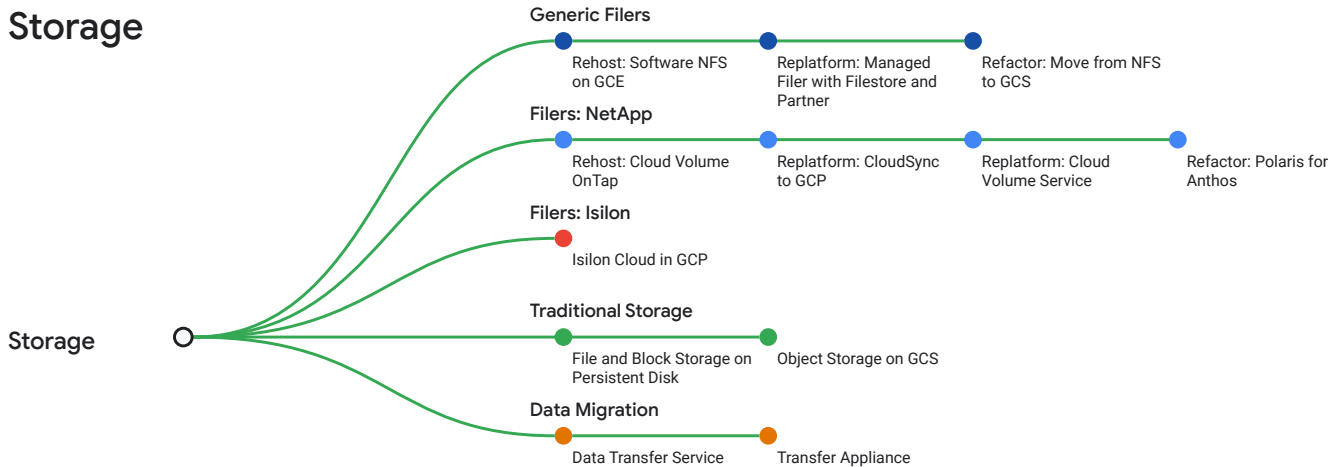 Storage
Generic Filers
Rehost: Software NFS
on GCE
Replatform: Managed
Filer with Filestore and
Partner
Refactor: Move from NFS
to GCS
Filers: NetApp
Rehost: Cloud Volume
OnTap
Replatform: CloudSync
to GCP
Replatform: Cloud
Volume Service
Refactor: Polaris for
Anthos
Filers: Isilon
Isilon Cloud in GCP
Storage
Traditional Storage
File and Block Storage on
Persistent Disk
Object Storage on GCS
Data Migration
Data Transfer Service
Transfer Appliance